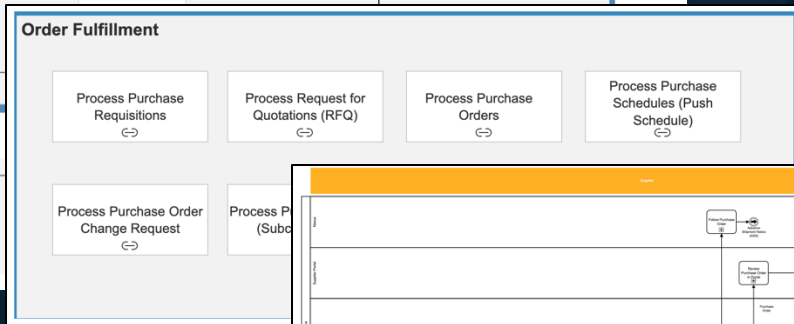 Order Fulfillment
Process Purchase
Requisitions
Process Request for
Quotations (RFQ)
Process Purchase
Orders
Process Purchase
Schedules (Push
Schedule)
Process Purchase Order
Change Request
Process
(Subc
Supplier
Follow Purchase
Order
Advance
Shipment Notice
(ASN)
Supplier Portal
Review
Purchase Order
Purchase
Order